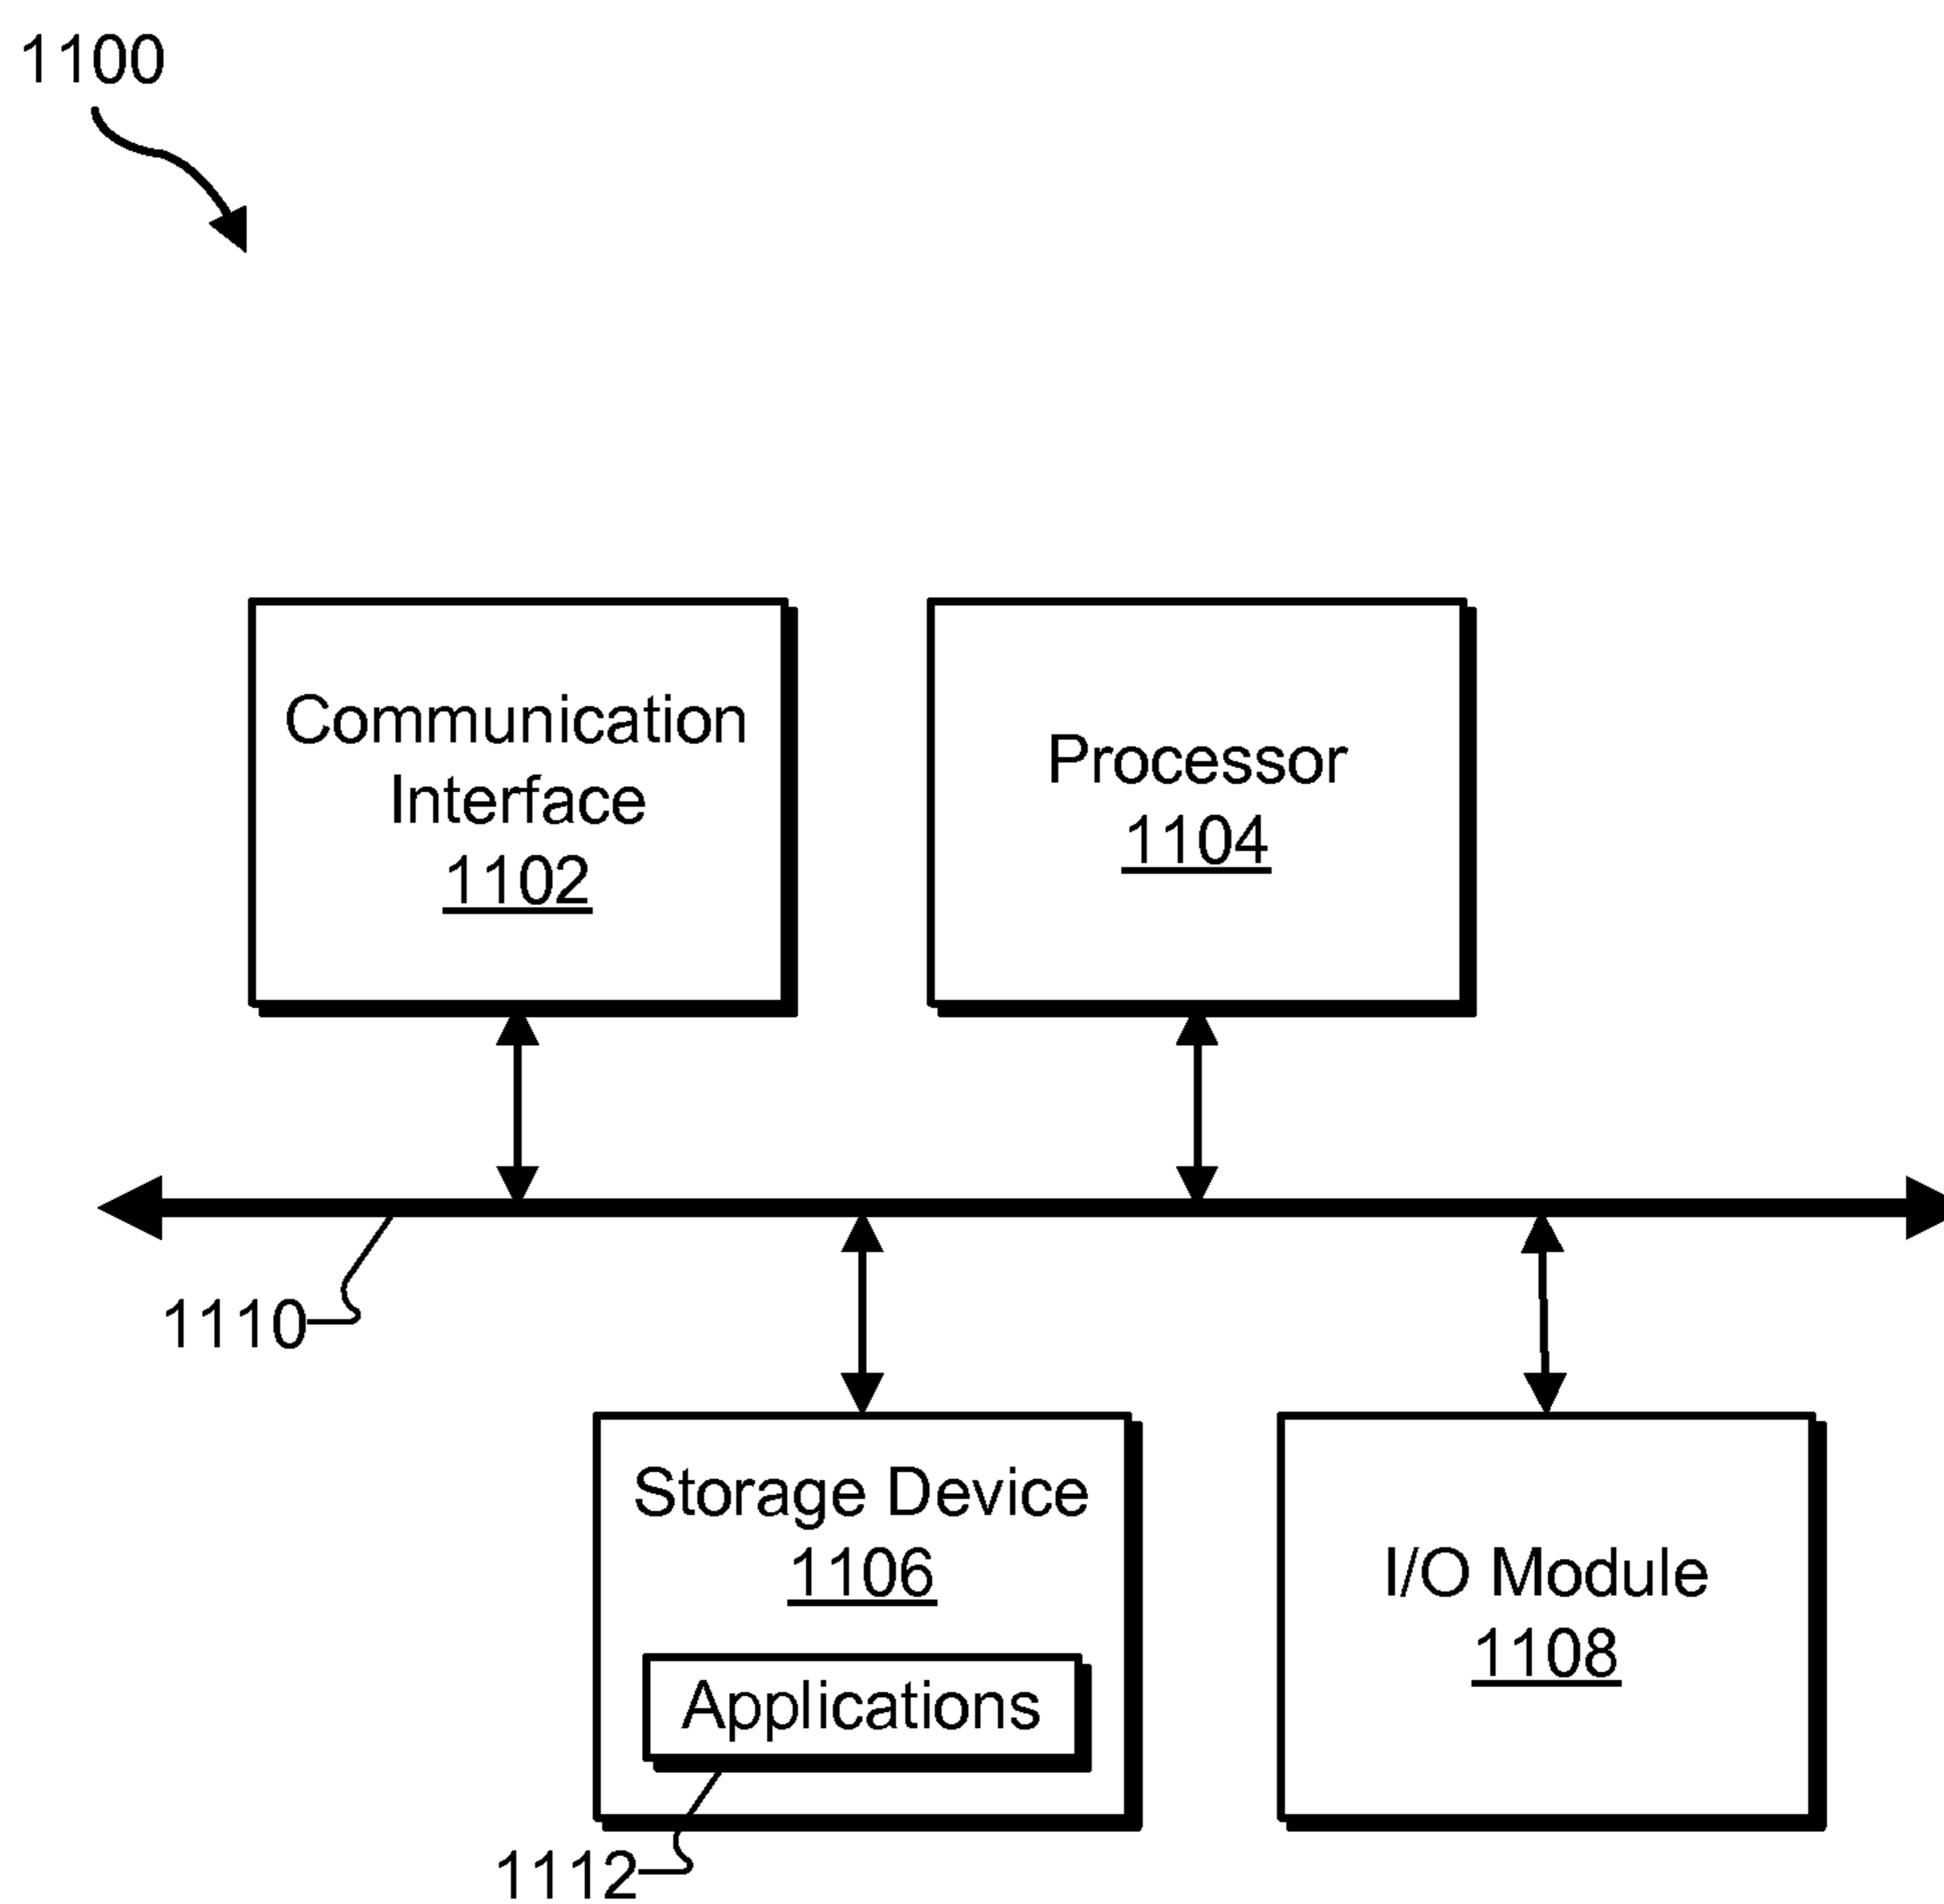 1100
Communication
Interface
1102
Processor
1104
1110
Storage Device
1106
Applications
1112
I/O Module
1108